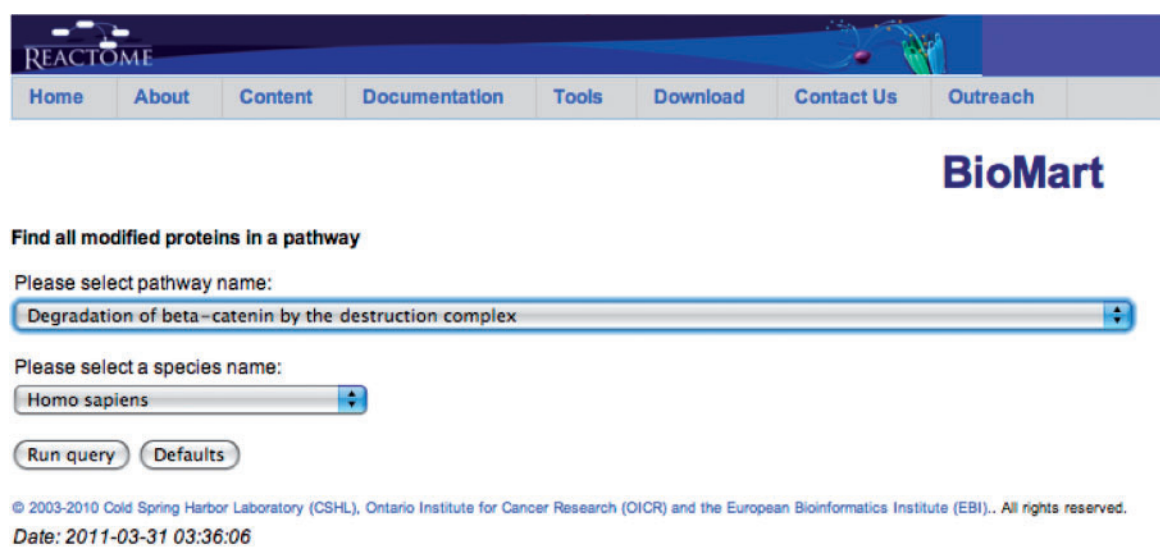 REACTOME
Home About Content Documentation Tools Download Contact Us Outreach
BioMart
Find all modified proteins in a pathway
Please select pathway name:
Degradation of beta-catenin by the destruction complex
Please select a species name:
Homo sapiens
Run query Defaults
© 2003-2010 Cold Spring Harbor Laboratory (CSHL), Ontario Institute for Cancer Research (OICR) and the European Bioinformatics Institute (EBI).. All rights reserved.
Date: 2011-03-31 03:36:06